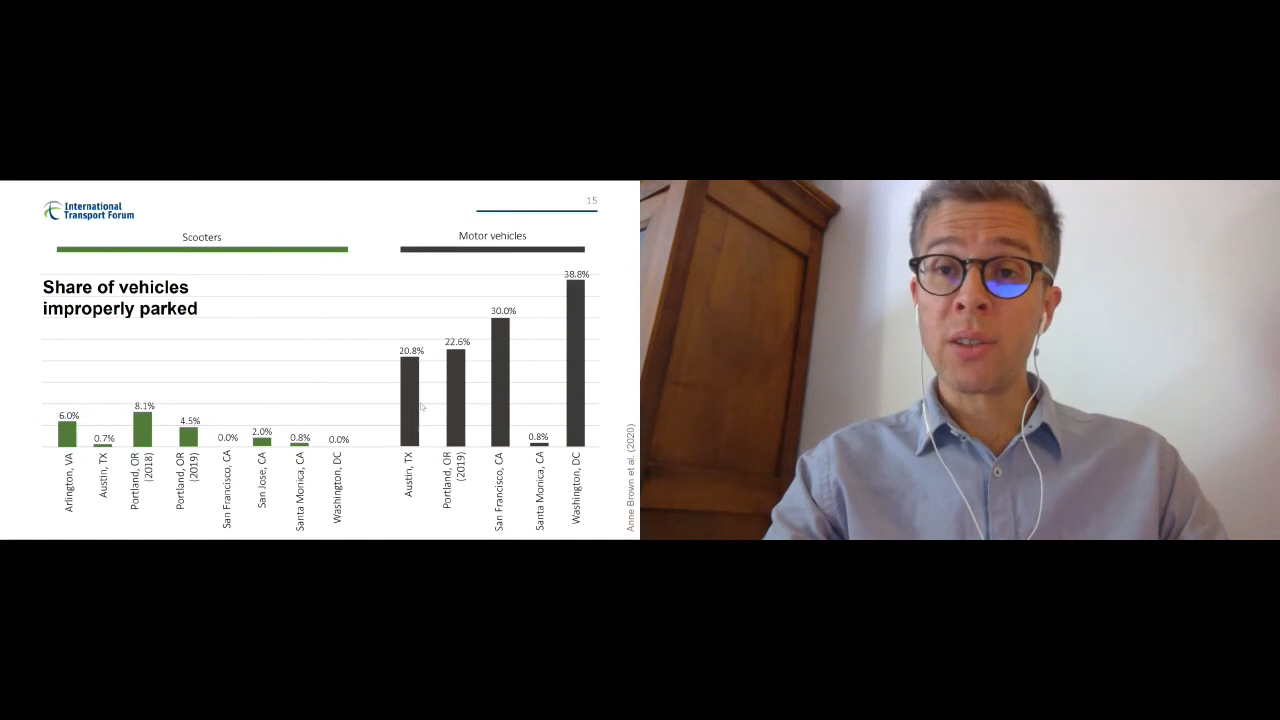 International
Transport Forum
15
Scooters
Motor vehicles
Share of vehicles
improperly parked
6.0%
0.7%
8.1%
4.5%
0.0%
2.0%
0.8%
0.0%
20.8%
22.6%
30.0%
0.8%
38.8%
Arlington, VA
Austin, TX
Portland, OR
(2018)
Portland, OR
(2019)
San Francisco, CA
San Jose, CA
Santa Monica, CA
Washington, DC
Austin, TX
Portland, OR
(2019)
San Francisco, CA
Santa Monica, CA
Washington, DC
Anne Brown et al. (2020)